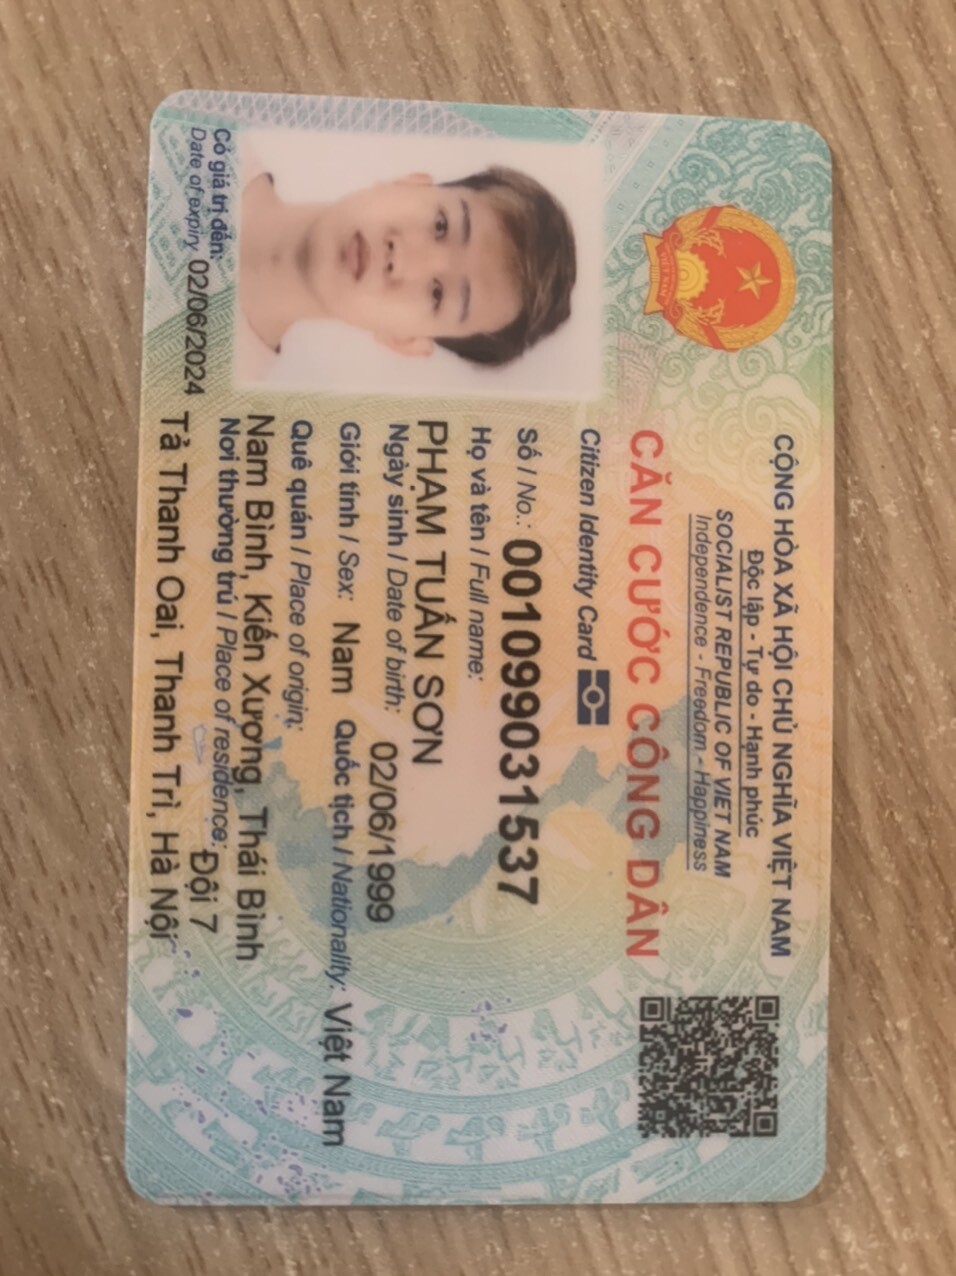 CỘNG HÒA XÃ HỘI CHỦ NGHĨA VIỆT NAM
Độc lập - Tự do - Hạnh phúc
SOCIALIST REPUBLIC OF VIET NAM
Independence - Freedom - Happiness
CĂN CƯỚC CÔNG DÂN
Citizen Identity Card
Số / No.: 001099031537
Họ và tên / Full name:
PHẠM TUẤN SƠN
Ngày sinh / Date of birth: 02/06/1999
Giới tính / Sex: Nam Quốc tịch / Nationality: Việt Nam
Quê quán / Place of origin:
Nam Bình, Kiến Xương, Thái Bình
Nơi thường trú / Place of residence: Đội 7
Tả Thanh Oai, Thanh Trì, Hà Nội
Có giá trị đến: 02/06/2024
Date of expiry
VIỆT NAM